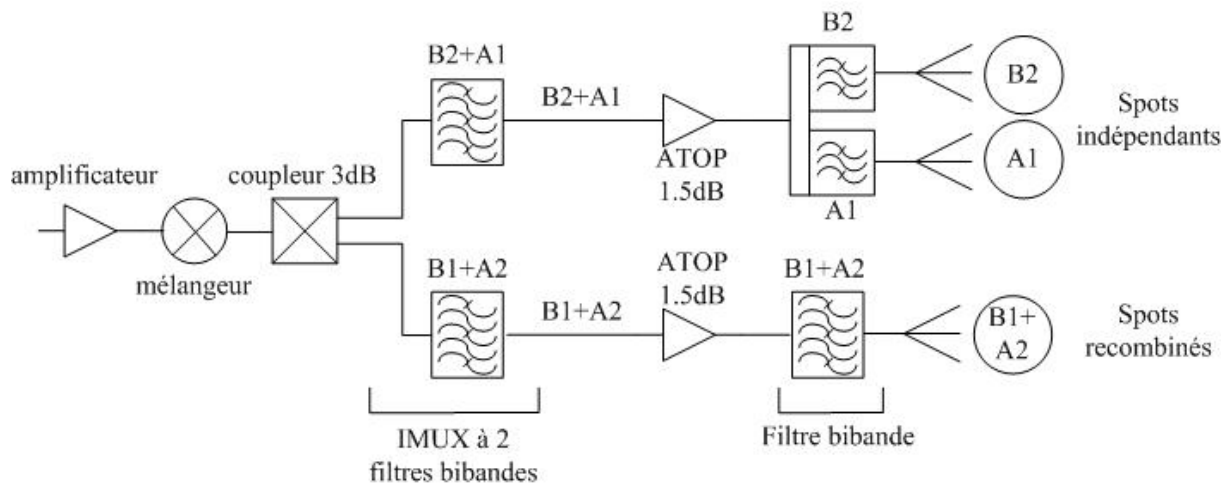 B2
B2+A1
B2+A1
B2
Spots
indépendants
ATOP
1.5dB
A1
amplificateur
coupleur 3dB
A1
mélangeur
B1+A2
B1+A2
ATOP
1.5dB
B1+A2
B1+
A2
Spots
recombinés
IMUX à 2
filtres bibandes
Filtre bibande